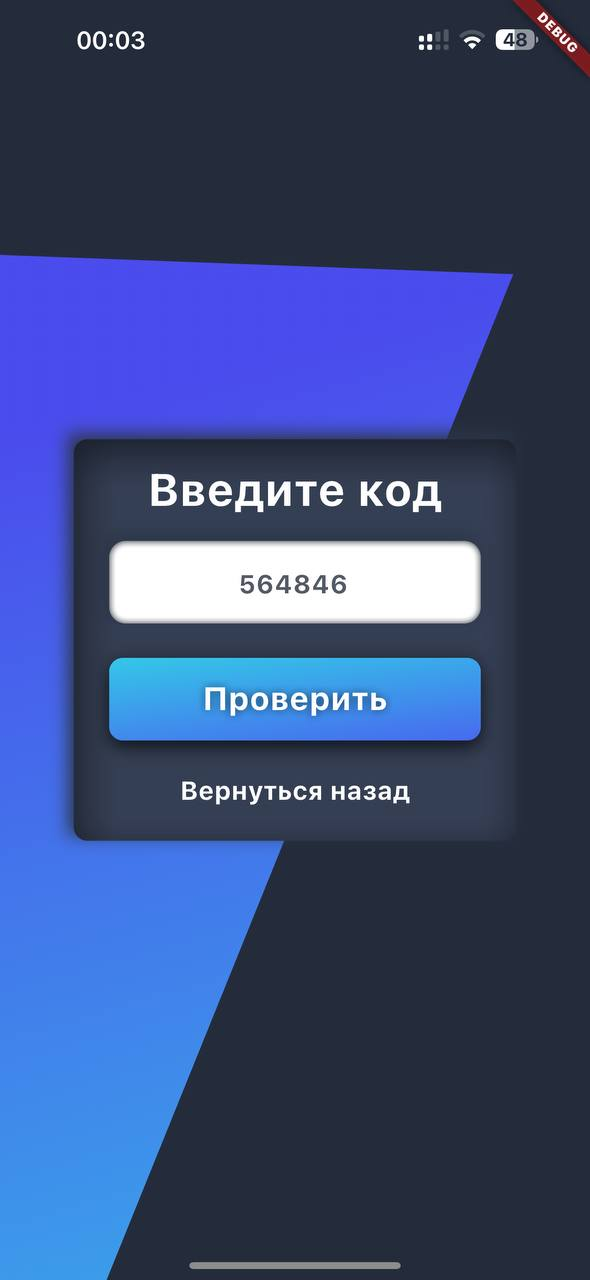 00:03
48
DEBUG
Введите код
564846
Проверить
Вернуться назад